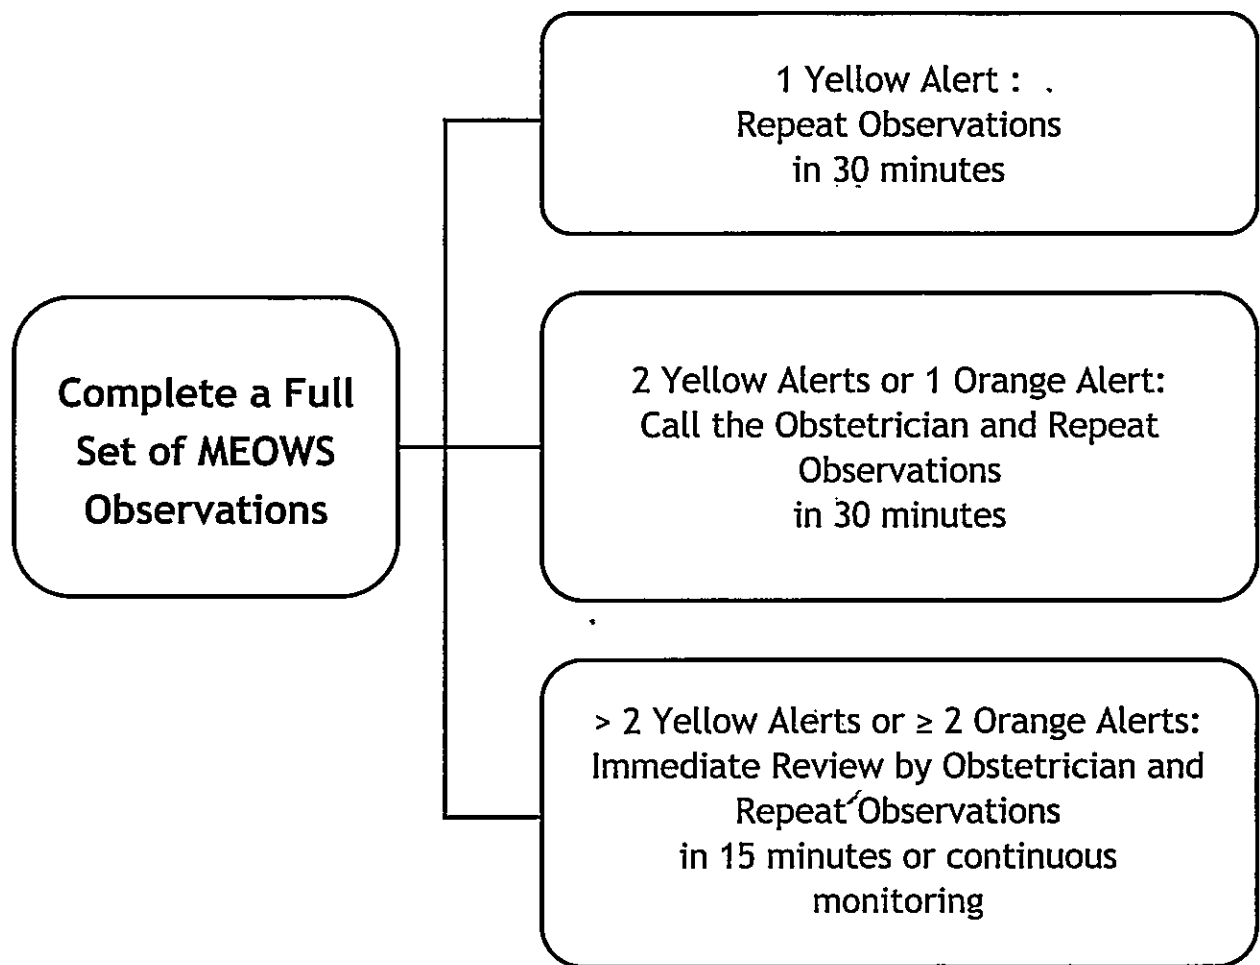 Complete a Full
Set of MEOWS
Observations
1 Yellow Alert :
Repeat Observations
in 30 minutes
2 Yellow Alerts or 1 Orange Alert:
Call the Obstetrician and Repeat
Observations
in 30 minutes
> 2 Yellow Alerts or ≥ 2 Orange Alerts:
Immediate Review by Obstetrician and
Repeat Observations
in 15 minutes or continuous
monitoring